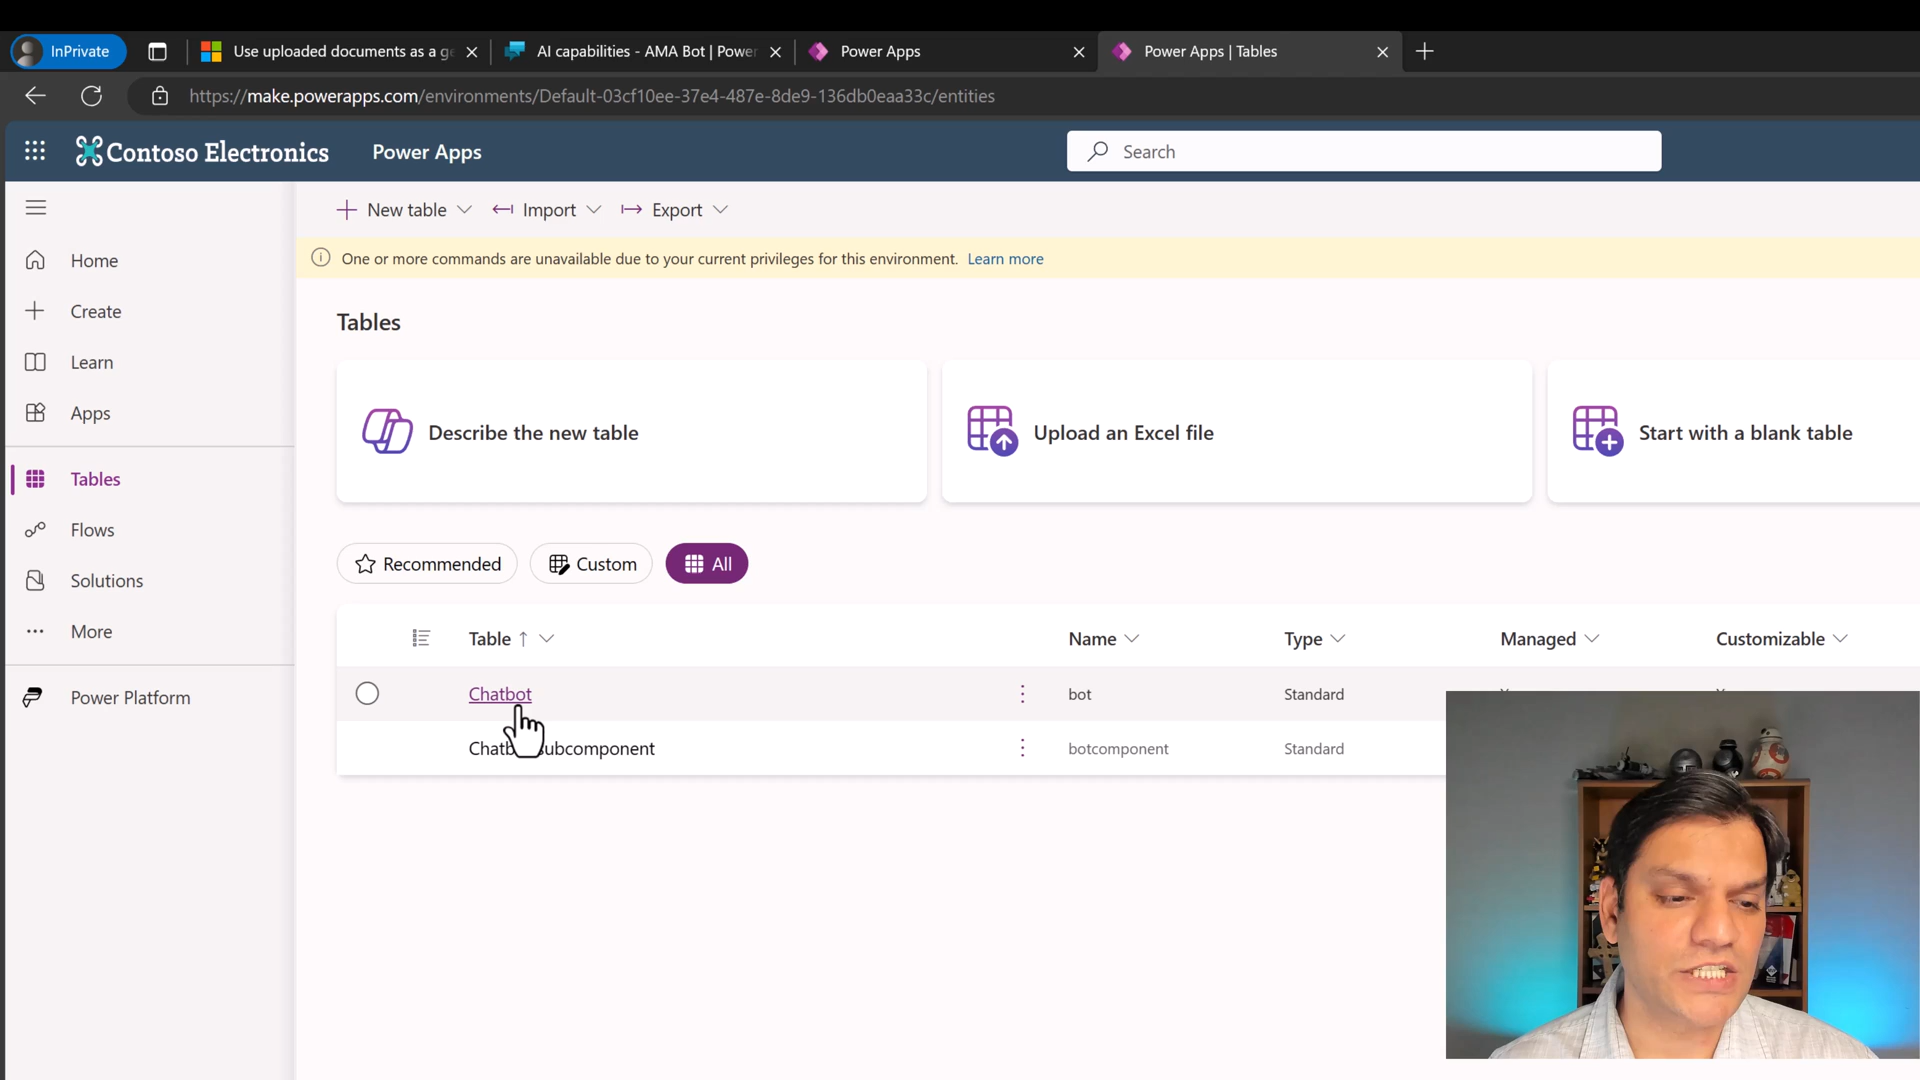 InPrivate
Use uploaded documents as a ge
AI capabilities - AMA Bot | Power
Power Apps
Power Apps | Tables
https://make.powerapps.com/environments/Default-03cf10ee-37e4-487e-8de9-136db0eaa33c/entities
Contoso Electronics
Power Apps
Search
New table
Import
Export
One or more commands are unavailable due to your current privileges for this environment. Learn more
Home
Create
Learn
Apps
Tables
Flows
Solutions
More
Power Platform
Tables
Describe the new table
Upload an Excel file
Start with a blank table
Recommended
Custom
All
Table Name Type Managed Customizable
Chatbot bot Standard
subcomponent botcomponent Standard